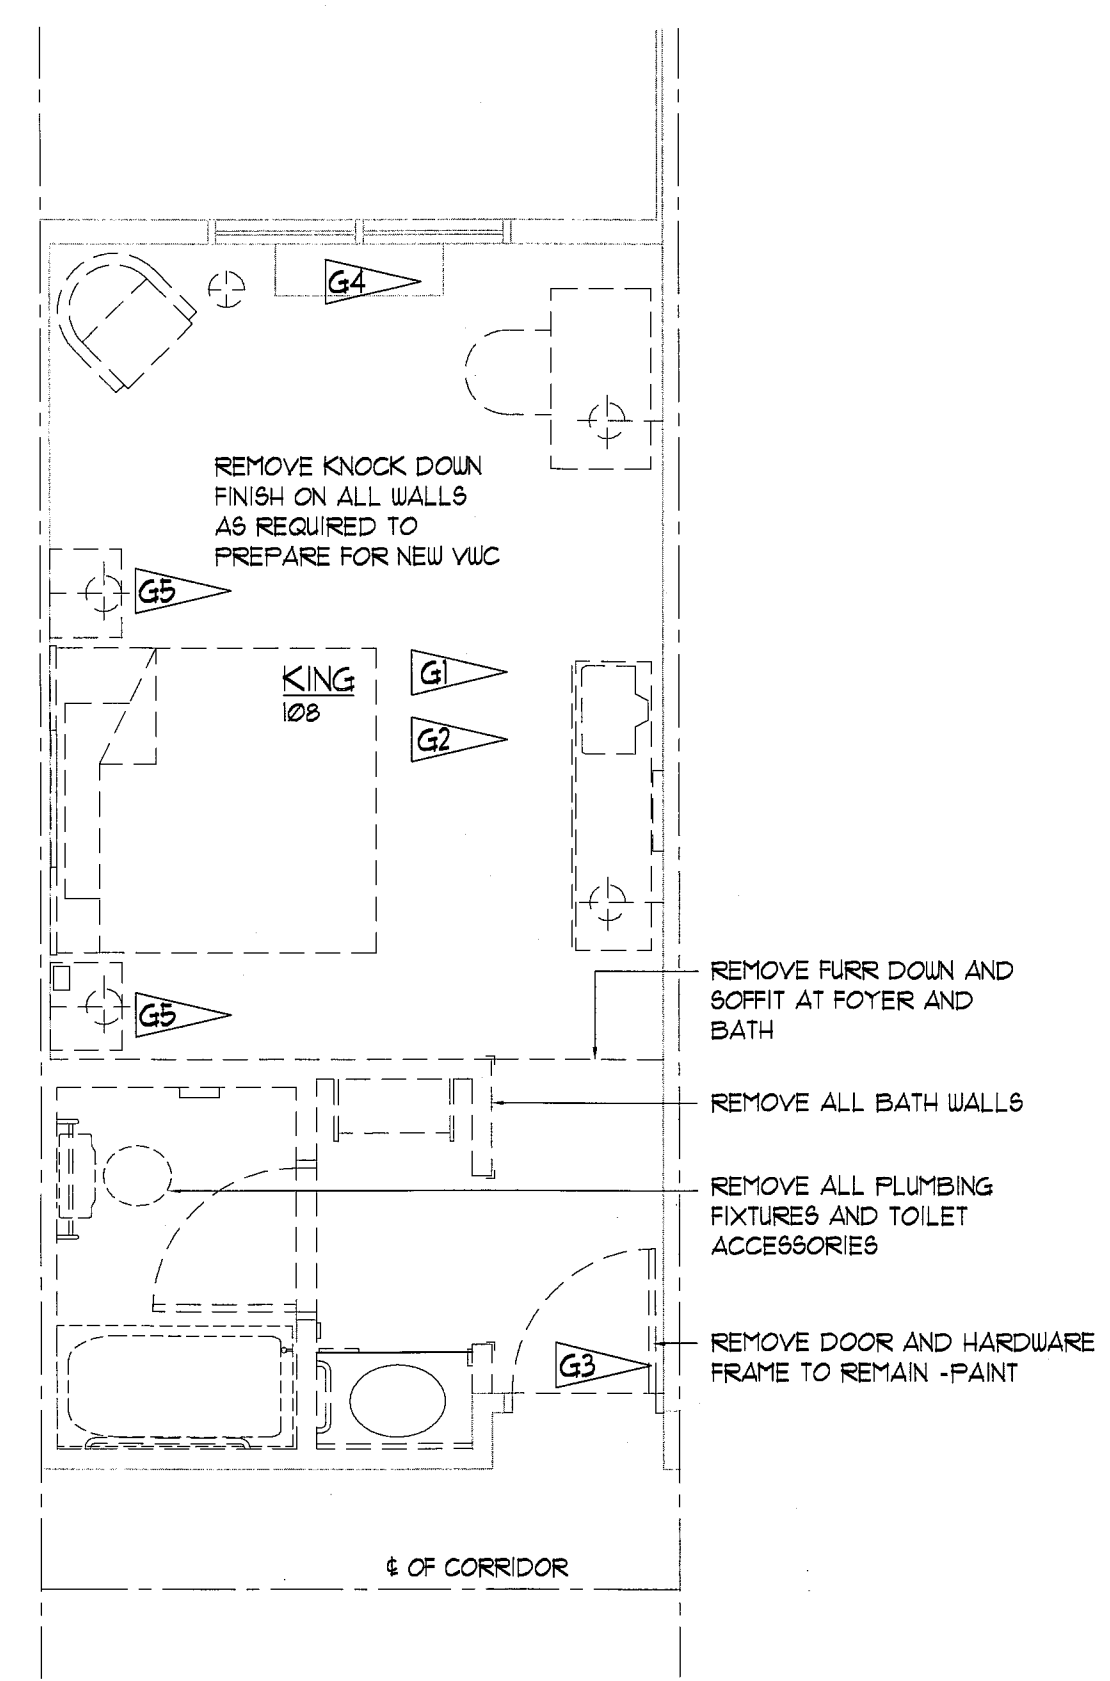 G4
REMOVE KNOCK DOWN
FINISH ON ALL WALLS
AS REQUIRED TO
PREPARE FOR NEW VWC
G5
G1
KING
108
G2
REMOVE FURR DOWN AND
SOFFIT AT FOYER AND
BATH
G5
REMOVE ALL BATH WALLS
REMOVE ALL PLUMBING
FIXTURES AND TOILET
ACCESSORIES
REMOVE DOOR AND HARDWARE
FRAME TO REMAIN -PAINT
G3
℄ OF CORRIDOR